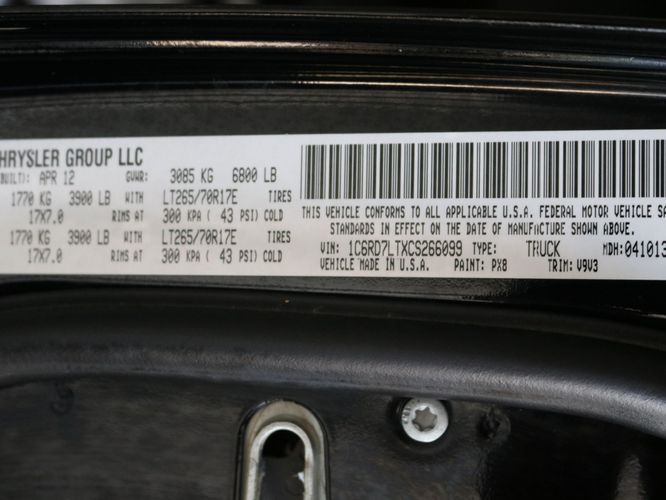 HRYSLER GROUP LLC
BUILT): APR 12 GVWR: 3085 KG 6800 LB
1770 KG 3900 LB WITH LT265/70R17E TIRES
17X7.0 RIMS AT 300 KPA ( 43 PSI) COLD
1770 KG 3900 LB WITH LT265/70R17E TIRES
17X7.0 RIMS AT 300 KPA ( 43 PSI) COLD
THIS VEHICLE CONFORMS TO ALL APPLICABLE U.S.A. FEDERAL MOTOR VEHICLE SA
STANDARDS IN EFFECT ON THE DATE OF MANUFACTURE SHOWN ABOVE.
VIN: 1C6RD7LTXCS266099 TYPE: TRUCK MDH: 041013
VEHICLE MADE IN U.S.A. PAINT: PX8 TRIM: V9V3